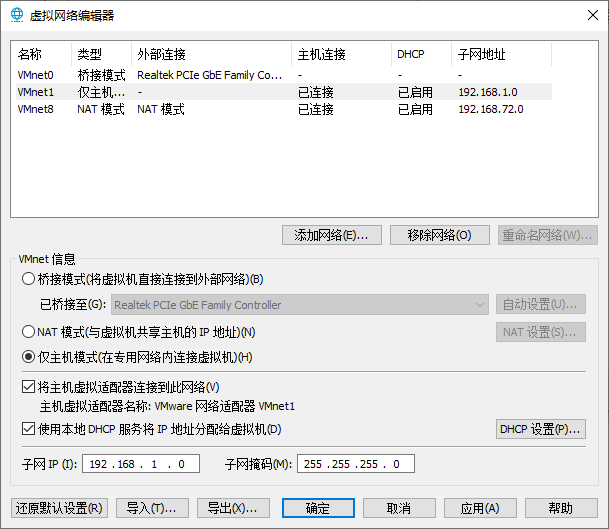 虚拟网络编辑器
名称 类型 外部连接 主机连接 DHCP 子网地址
VMnet0 桥接模式 Realtek PCIe GbE Family Co... - - -
VMnet1 仅主机... - 已连接 已启用 192.168.1.0
VMnet8 NAT 模式 NAT 模式 已连接 已启用 192.168.72.0
添加网络(E)... 移除网络(O) 重命名网络(W)...
VMnet 信息
桥接模式(将虚拟机直接连接到外部网络)(B)
已桥接至(G): Realtek PCIe GbE Family Controller 自动设置(U)...
NAT 模式(与虚拟机共享主机的 IP 地址)(N) NAT 设置(S)...
仅主机模式(在专用网络内连接虚拟机)(H)
将主机虚拟适配器连接到此网络(V)
主机虚拟适配器名称: VMware 网络适配器 VMnet1
使用本地 DHCP 服务将 IP 地址分配给虚拟机(D) DHCP 设置(P)...
子网 IP (I): 192 . 168 . 1 . 0 子网掩码(M): 255 . 255 . 255 . 0
还原默认设置(R) 导入(T)... 导出(X)... 确定 取消 应用(A) 帮助